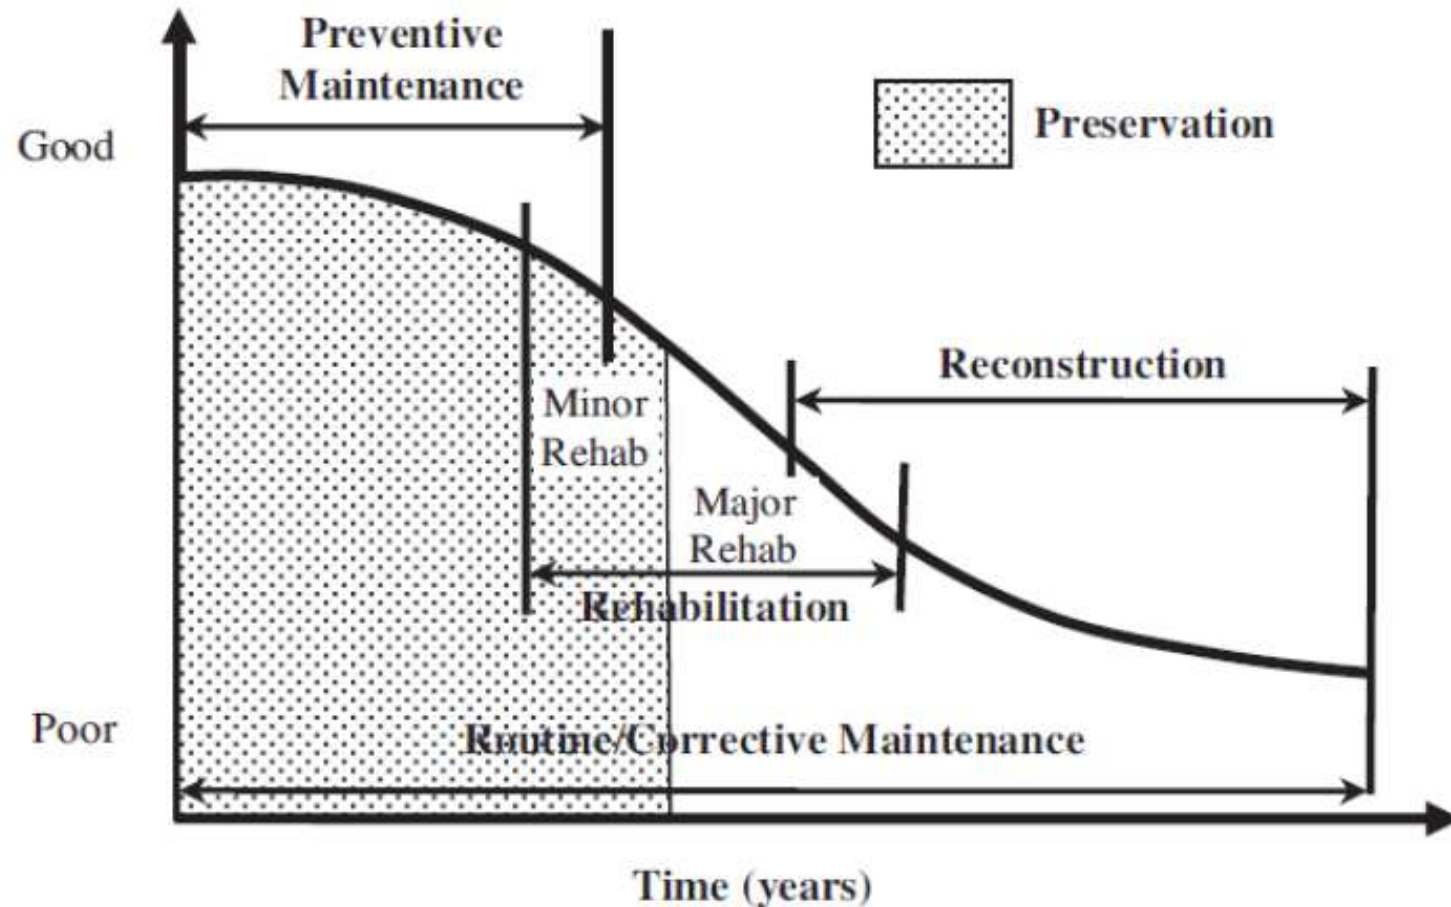 Preventive
Maintenance
Good
Preservation
Reconstruction
Minor
Rehab
Major
Rehab
Rehabilitation
Poor
Routine/Corrective Maintenance
Time (years)